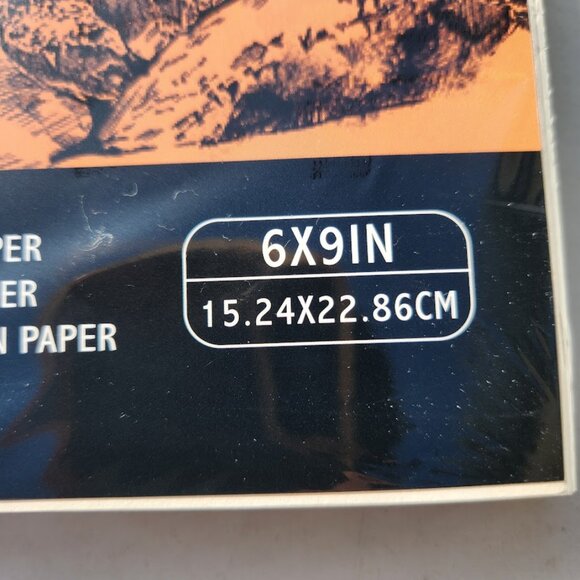 6X9IN
15.24X22.86CM
PER
ER
N PAPER